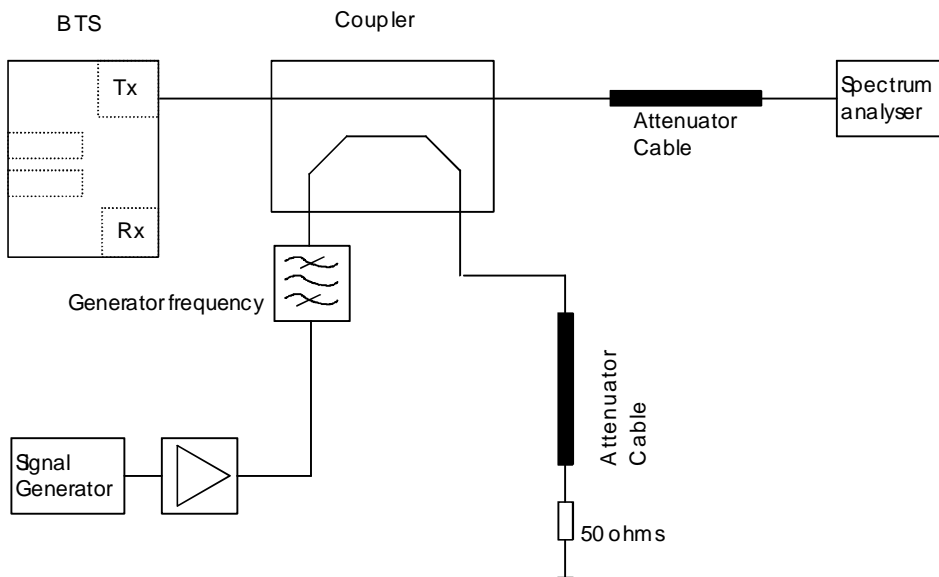 BTS
Coupler
Tx
Spectrum
analyser
Attenuator
Cable
Rx
Generator frequency
Attenuator
Cable
Signal
Generator
50 ohms